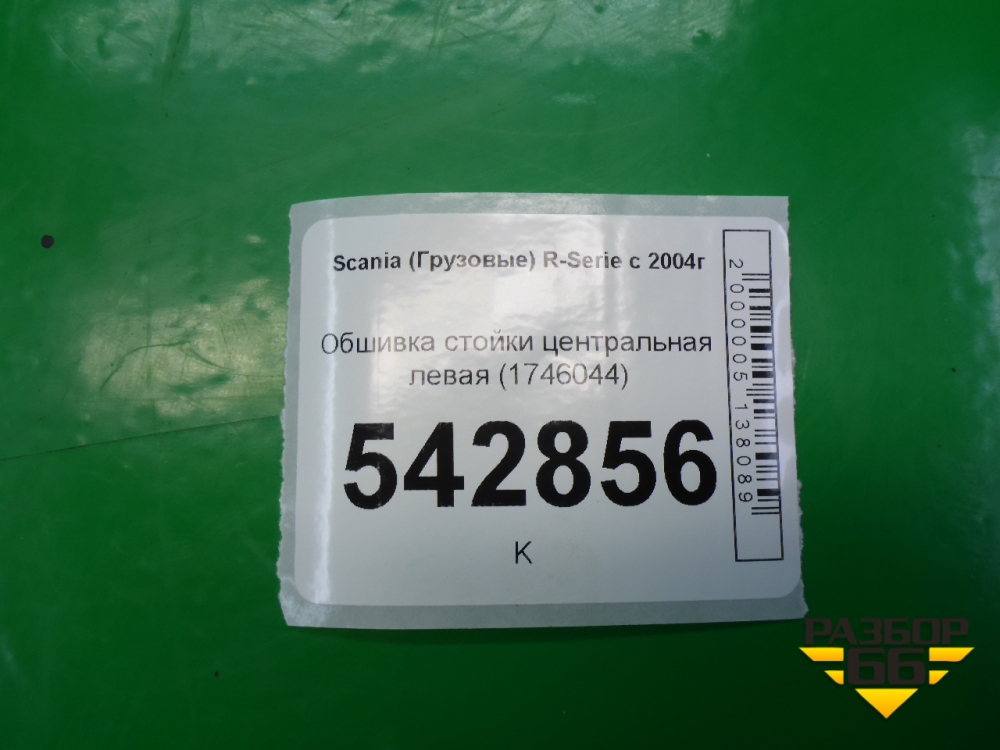 Scania (Грузовые) R-Serie с 2004г
Обшивка стойки центральная
левая (1746044)
542856
К
2000005138089
РАЗБОР
66